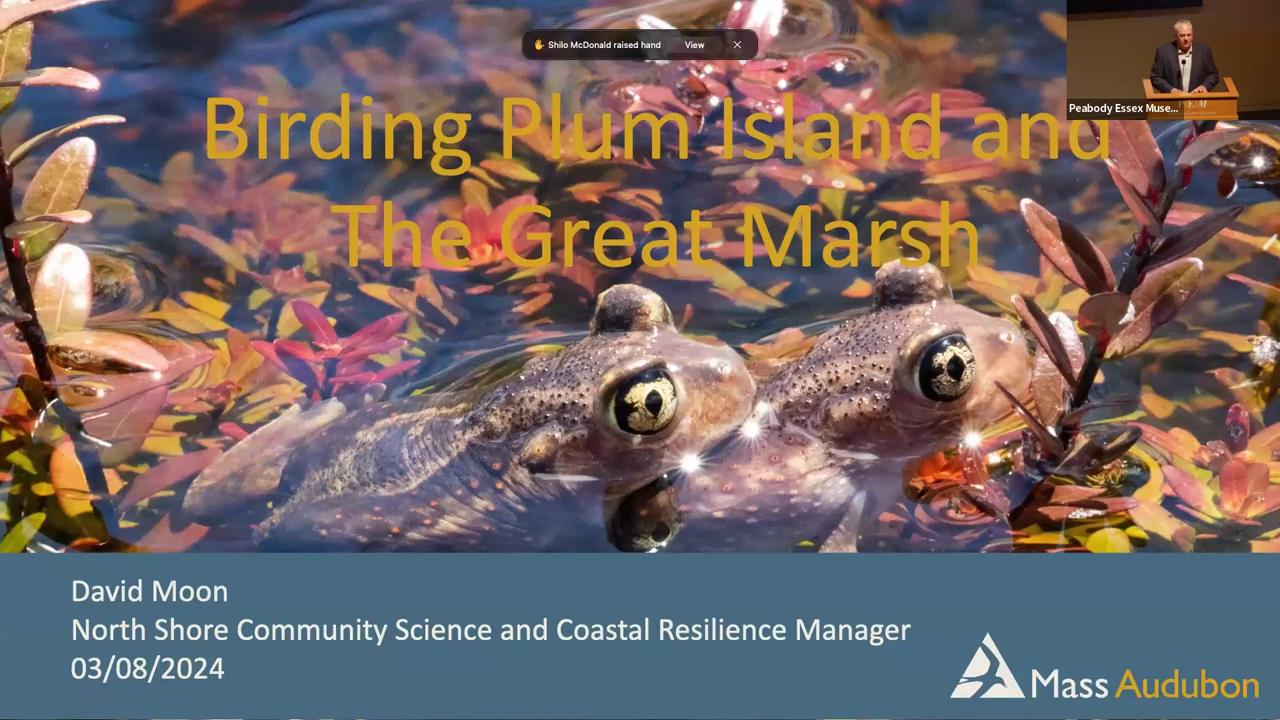 Shilo McDonald raised hand View
Peabody Essex Muse...
Birding Plum Island and
The Great Marsh
David Moon
North Shore Community Science and Coastal Resilience Manager
03/08/2024
Mass Audubon